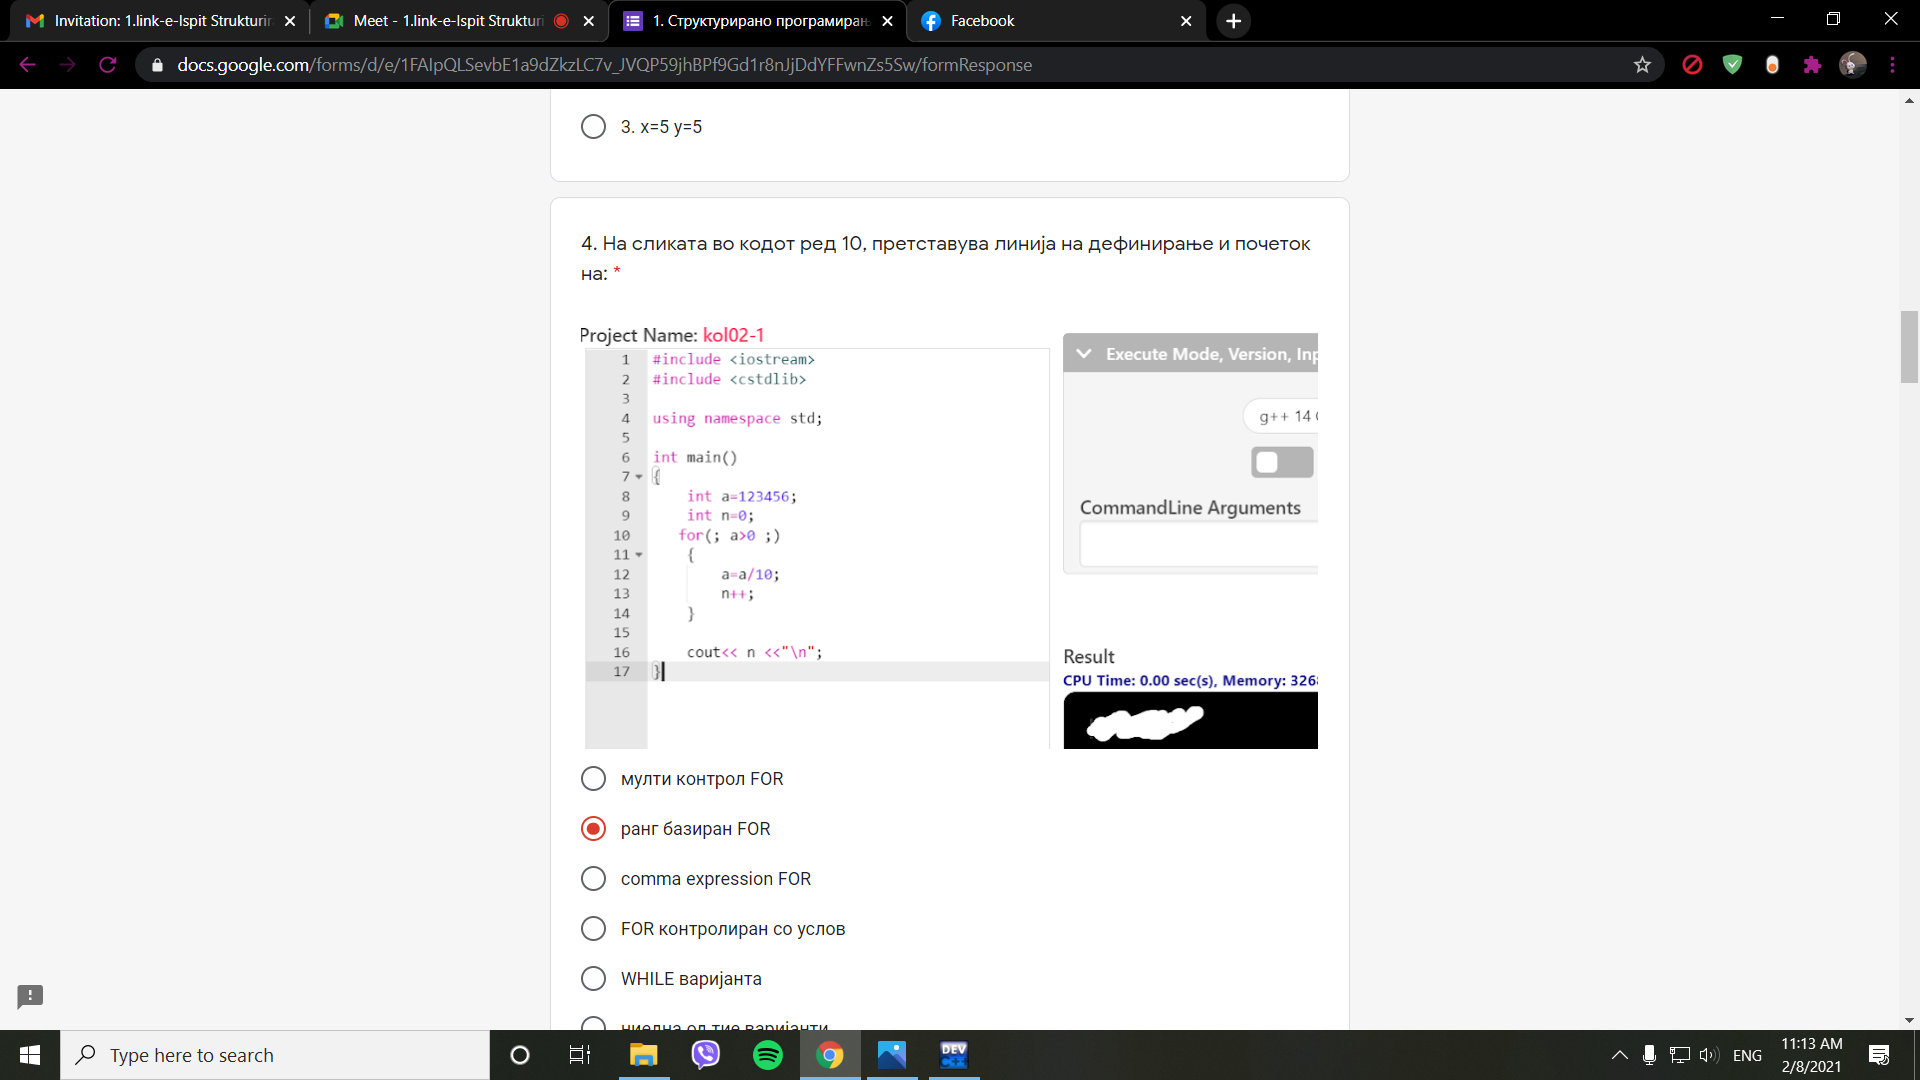 Invitation: 1.link-e-Ispit Strukturir
Meet - 1.link-e-Ispit Strukturi
1. Структурирано програмирањ
Facebook
docs.google.com/forms/d/e/1FAIpQLSevbE1a9dZkzLC7v_JVQP59jhBPf9Gd1r8nJjDdYFFwnZs5Sw/formResponse
3. x=5 y=5
4. На сликата во кодот ред 10, претставува линија на дефинирање и почеток
на: *
Project Name: kol02-1
1 #include <iostream>
2 #include <cstdlib>
3
4 using namespace std;
5
6 int main()
7 {
8 int a=123456;
9 int n=0;
10 for(; a>0 ;)
11 {
12 a=a/10;
13 n++;
14 }
15
16 cout<< n <<"\n";
17 }
Execute Mode, Version, Inp
g++ 14
CommandLine Arguments
Result
CPU Time: 0.00 sec(s), Memory: 326
мулти контрол FOR
ранг базиран FOR
comma expression FOR
FOR контролиран со услов
WHILE варијанта
ниедна од тие варијанти
Type here to search
DEV
C++
ENG
11:13 AM
2/8/2021